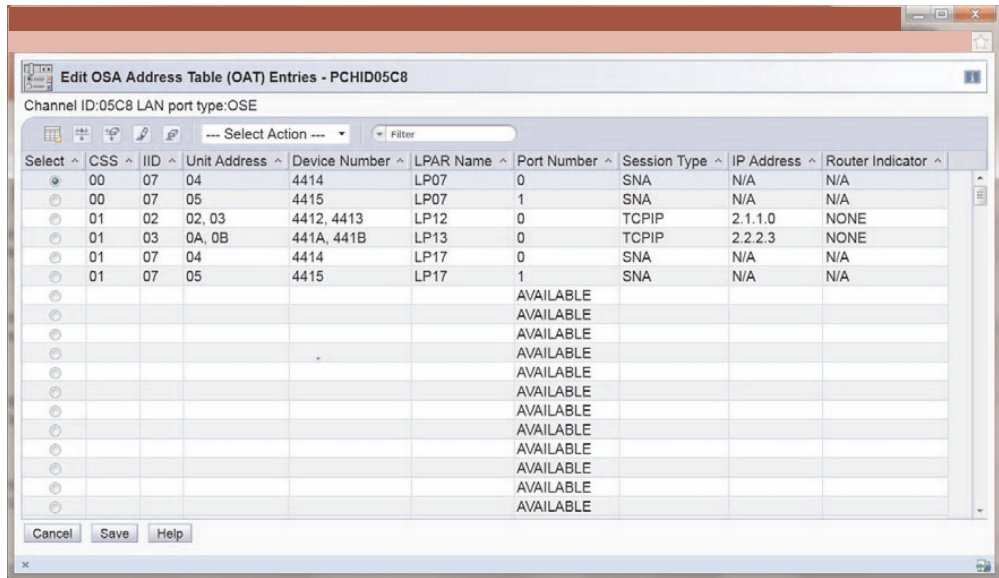 Edit OSA Address Table (OAT) Entries - PCHID05C8
Channel ID:05C8 LAN port type:OSE
--- Select Action --- Filter
Select CSS IID Unit Address Device Number LPAR Name Port Number Session Type IP Address Router Indicator
00 07 04 4414 LP07 0 SNA N/A N/A
00 07 05 4415 LP07 1 SNA N/A N/A
01 02 02, 03 4412, 4413 LP12 0 TCPIP 2.1.1.0 NONE
01 03 0A, 0B 441A, 441B LP13 0 TCPIP 2.2.2.3 NONE
01 07 04 4414 LP17 0 SNA N/A N/A
01 07 05 4415 LP17 1 SNA N/A N/A
AVAILABLE
AVAILABLE
AVAILABLE
AVAILABLE
AVAILABLE
AVAILABLE
AVAILABLE
AVAILABLE
AVAILABLE
AVAILABLE
AVAILABLE
AVAILABLE
Cancel Save Help